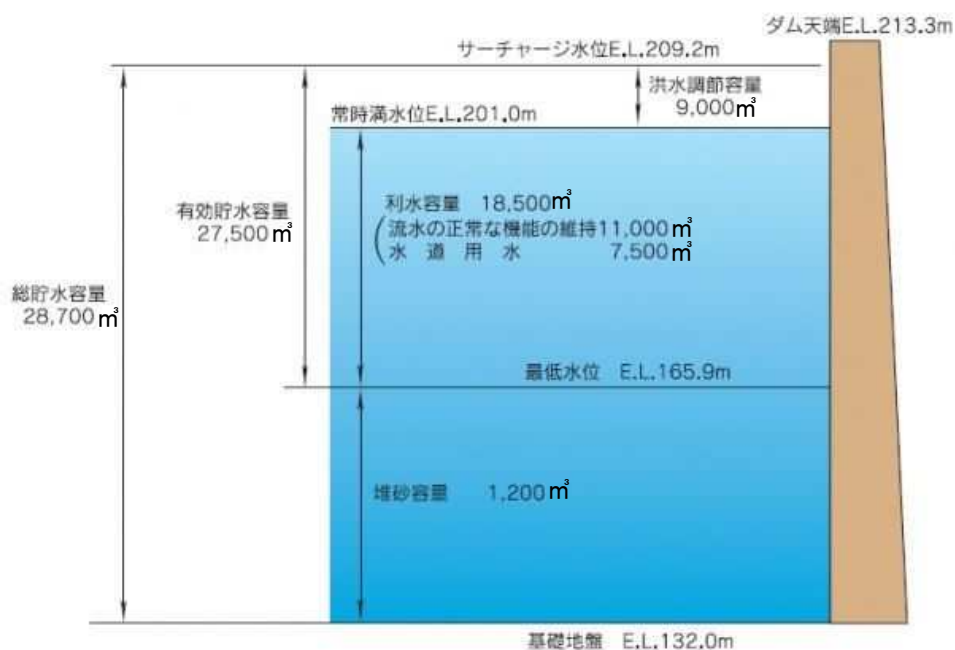 ダム天端E.L.213.3m
サーチャージ水位E.L.209.2m
洪水調節容量
9,000㎥
常時満水位E.L.201.0m
利水容量 18,500㎥
(流水の正常な機能の維持11,000㎥
水道用水 7,500㎥
有効貯水容量
27,500㎥
総貯水容量
28,700㎥
最低水位 E.L.165.9m
堆砂容量 1,200㎥
基礎地盤 E.L.132.0m